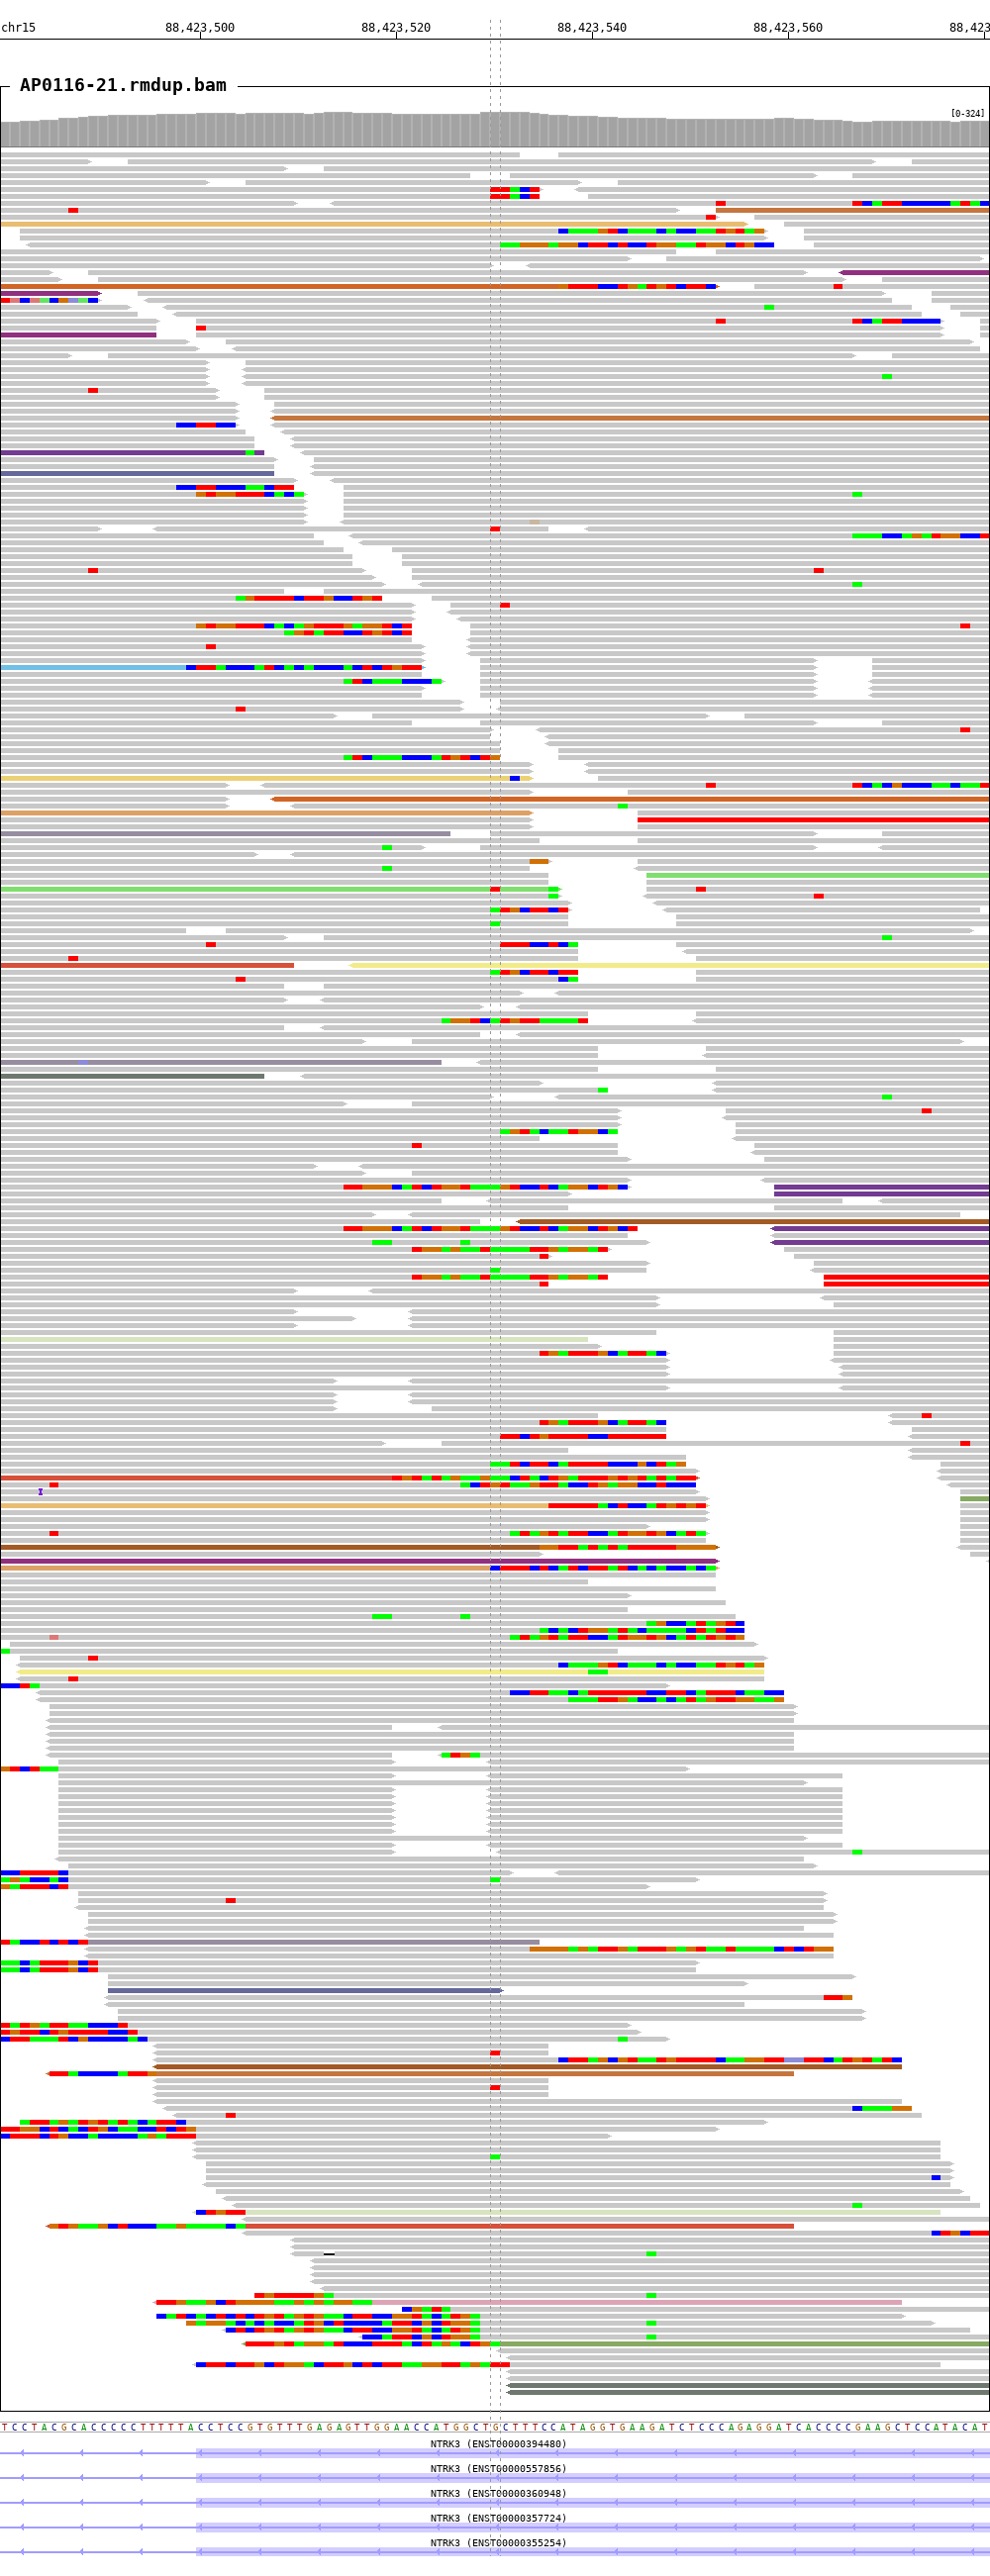 chr15 88,423,500 88,423,520 88,423,540 88,423,560 88,423
AP0116-21.rmdup.bam
[0-324]
TCCTACGCACCCCCTTTTTACCTCCGTGTTTGAGAGTTGGAACCATGGCTGCTTTCCATAGGTGAAGATCTCCCAGAGGATCACCCCGAAGCTCCATACAT
NTRK3 (ENST00000394480)
NTRK3 (ENST00000557856)
NTRK3 (ENST00000360948)
NTRK3 (ENST00000357724)
NTRK3 (ENST00000355254)